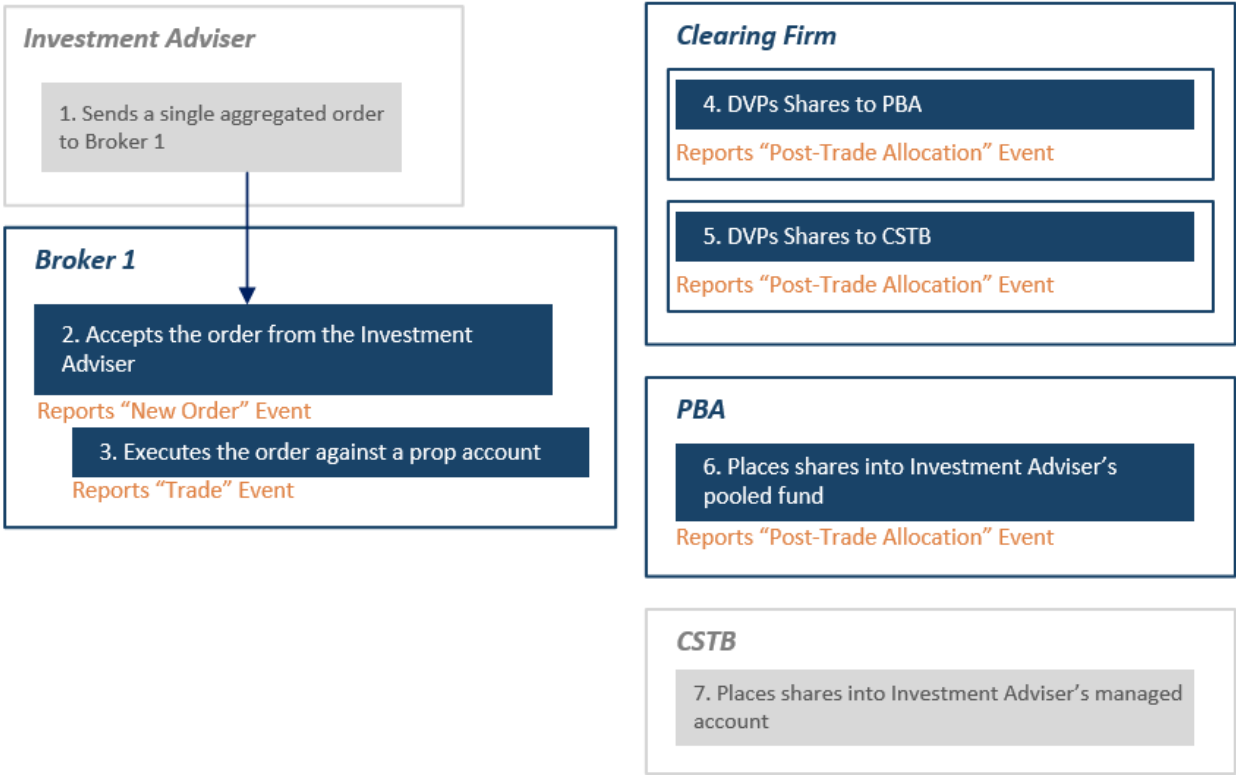 Investment Adviser
1. Sends a single aggregated order
to Broker 1
Broker 1
2. Accepts the order from the Investment
Adviser
Reports “New Order” Event
3. Executes the order against a prop account
Reports “Trade” Event
Clearing Firm
4. DVPs Shares to PBA
Reports “Post-Trade Allocation” Event
5. DVPs Shares to CSTB
Reports “Post-Trade Allocation” Event
PBA
6. Places shares into Investment Adviser’s
pooled fund
Reports “Post-Trade Allocation” Event
CSTB
7. Places shares into Investment Adviser’s managed
account